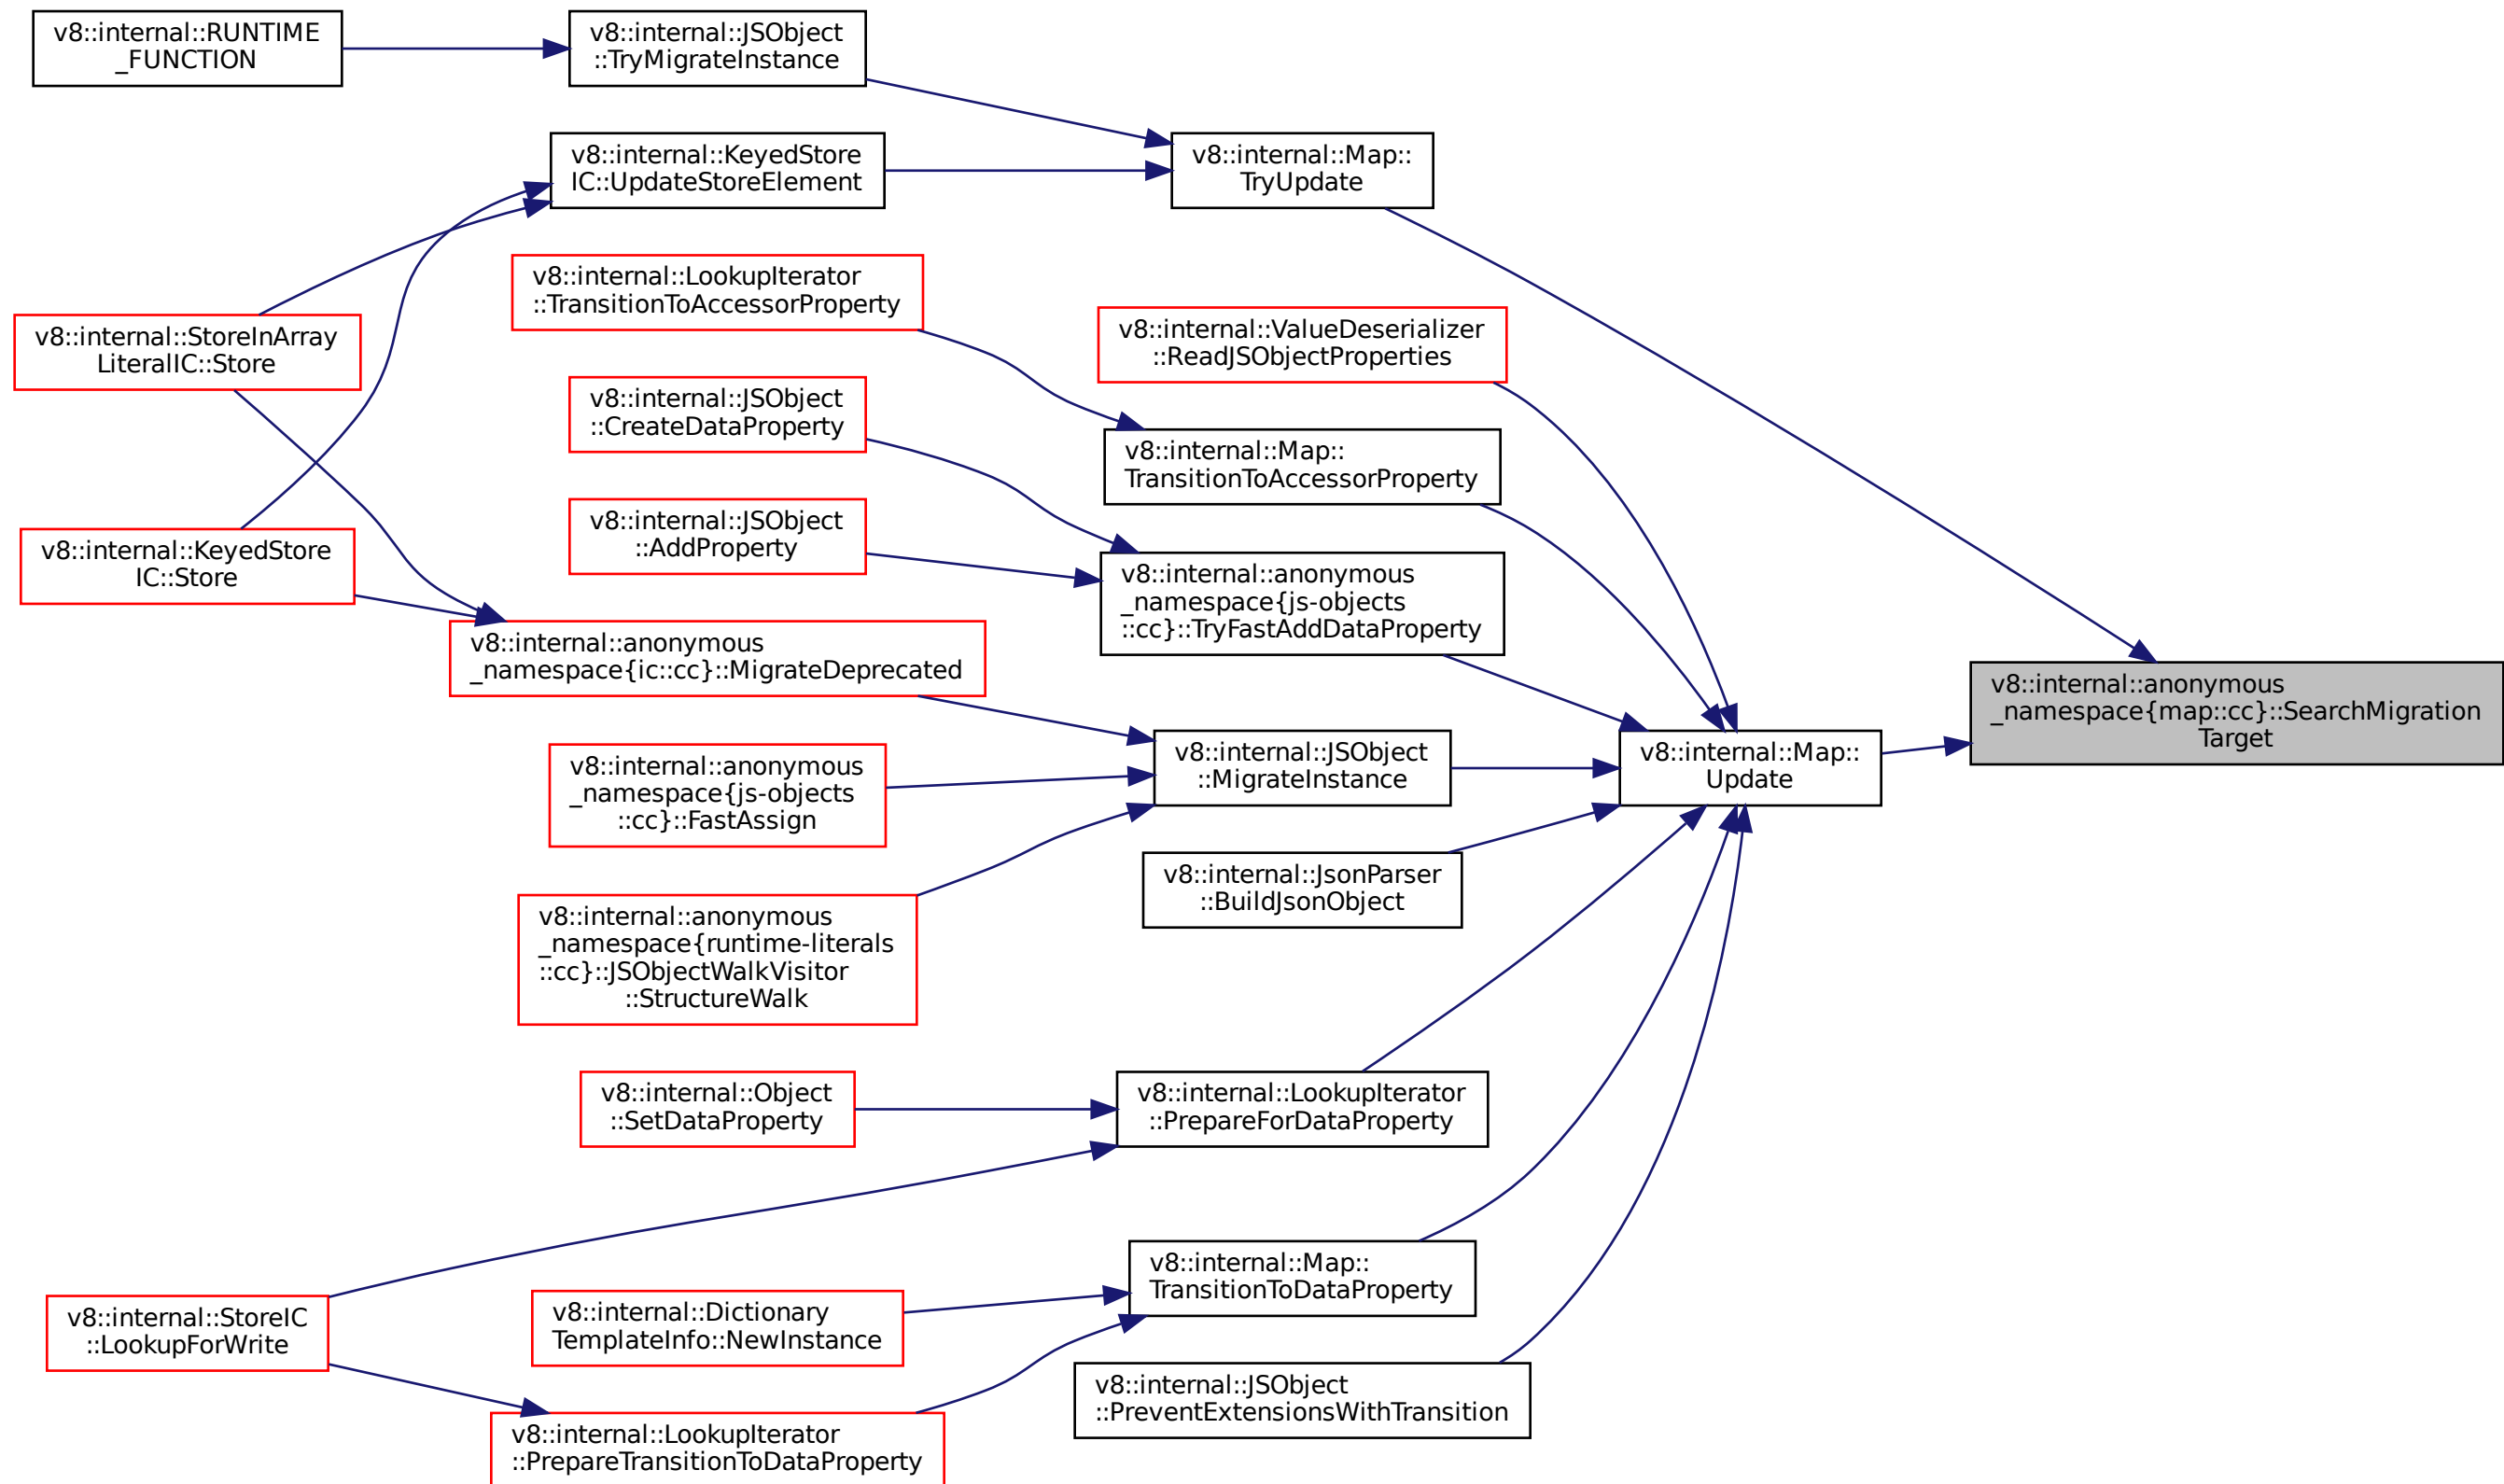 v8::internal::RUNTIME
_FUNCTION
v8::internal::JSObject
::TryMigrateInstance
v8::internal::KeyedStore
IC::UpdateStoreElement
v8::internal::Map::
TryUpdate
v8::internal::LookupIterator
::TransitionToAccessorProperty
v8::internal::StoreInArray
LiteralIC::Store
v8::internal::ValueDeserializer
::ReadJSObjectProperties
v8::internal::JSObject
::CreateDataProperty
v8::internal::Map::
TransitionToAccessorProperty
v8::internal::JSObject
::AddProperty
v8::internal::KeyedStore
IC::Store
v8::internal::anonymous
_namespace{js-objects
::cc}::TryFastAddDataProperty
v8::internal::anonymous
_namespace{ic::cc}::MigrateDeprecated
v8::internal::anonymous
_namespace{map::cc}::SearchMigration
Target
v8::internal::JSObject
::MigrateInstance
v8::internal::Map::
Update
v8::internal::anonymous
_namespace{js-objects
::cc}::FastAssign
v8::internal::JsonParser
::BuildJsonObject
v8::internal::anonymous
_namespace{runtime-literals
::cc}::JSObjectWalkVisitor
::StructureWalk
v8::internal::Object
::SetDataProperty
v8::internal::LookupIterator
::PrepareForDataProperty
v8::internal::Map::
TransitionToDataProperty
v8::internal::StoreIC
::LookupForWrite
v8::internal::Dictionary
TemplateInfo::NewInstance
v8::internal::JSObject
::PreventExtensionsWithTransition
v8::internal::LookupIterator
::PrepareTransitionToDataProperty